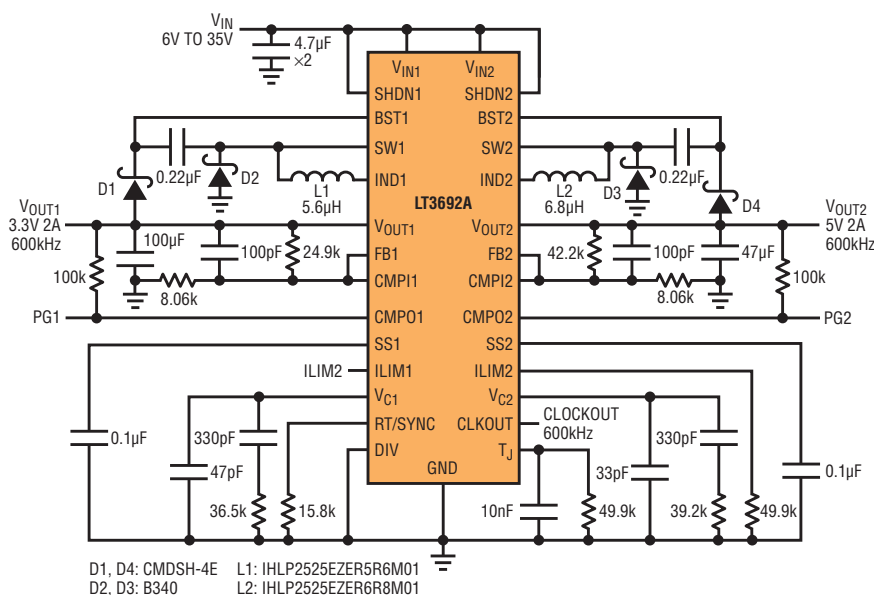 VIN
6V TO 35V
4.7µF
×2
VIN1
VIN2
SHDN1
SHDN2
BST1
BST2
SW1
SW2
0.22µF
D2
D1
L1
5.6µH
IND1
IND2
L2
6.8µH
D3
0.22µF
D4
LT3692A
VOUT1
3.3V 2A
600kHz
VOUT1
VOUT2
VOUT2
5V 2A
600kHz
100µF
100pF
24.9k
FB1
FB2
42.2k
100pF
47µF
100k
8.06k
CMPI1
CMPI2
8.06k
100k
PG1
CMPO1
CMPO2
PG2
SS1
SS2
ILIM2
ILIM1
ILIM2
VC1
VC2
RT/SYNC
CLKOUT
CLOCKOUT
600kHz
DIV
TJ
GND
0.1µF
47pF
330pF
36.5k
15.8k
10nF
49.9k
33pF
330pF
39.2k
49.9k
0.1µF
D1, D4: CMDSH-4E L1: IHLP2525EZER5R6M01
D2, D3: B340 L2: IHLP2525EZER6R8M01